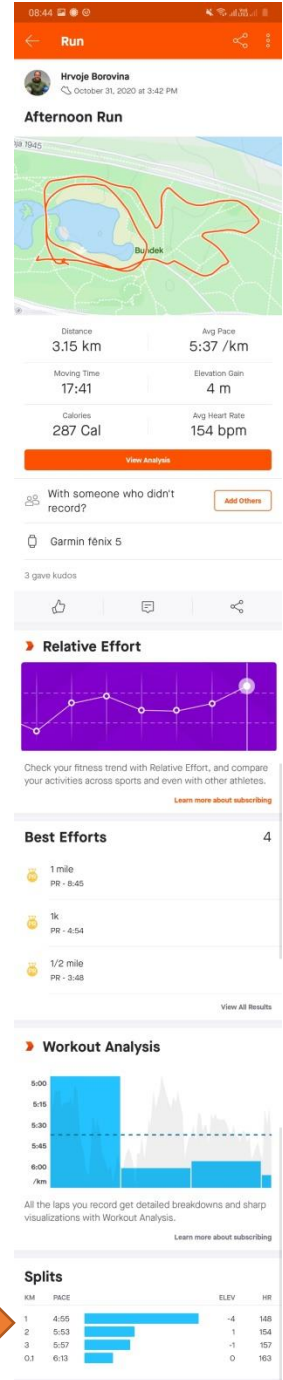 08:44
Run
Hrvoje Borovina
October 31, 2020 at 3:42 PM
Afternoon Run
nja 1945
Bundek
Distance Avg Pace
3.15 km 5:37 /km
Moving Time Elevation Gain
17:41 4 m
Calories Avg Heart Rate
287 Cal 154 bpm
View Analysis
With someone who didn't
record?
Add Others
Garmin fēnix 5
3 gave kudos
Relative Effort
Check your fitness trend with Relative Effort, and compare
your activities across sports and even with other athletes.
Learn more about subscribing
Best Efforts 4
1 mile
PR - 8:45
1k
PR - 4:54
1/2 mile
PR - 3:48
View All Results
Workout Analysis
5:00
5:15
5:30
5:45
6:00
/km
All the laps you record get detailed breakdowns and sharp
visualizations with Workout Analysis.
Learn more about subscribing
Splits
KM PACE ELEV HR
1 4:55 -4 148
2 5:53 1 154
3 5:57 -1 157
0.1 6:13 0 163